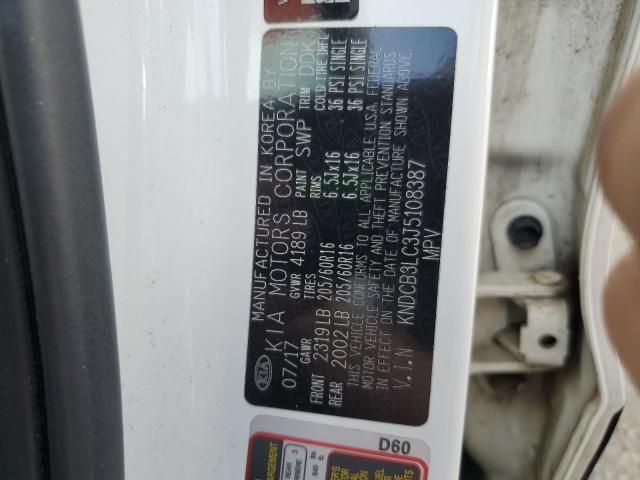 MANUFACTURED IN KOREA BY
KIA KIA MOTORS CORPORATION
07/17 GVWR 4189 LB PAINT SWP TRIM DDK
GAWR TIRES RIMS COLD TIRE INFL
FRONT 2319 LB 205/60R16 6.5Jx16 36 PSI SINGLE
REAR 2002 LB 205/60R16 6.5Jx16 36 PSI SINGLE
THIS VEHICLE CONFORMS TO ALL APPLICABLE U.S.A. FEDERAL
MOTOR VEHICLE SAFETY AND THEFT PREVENTION STANDARDS
IN EFFECT ON THE DATE OF MANUFACTURE SHOWN ABOVE.
V.I.N KNDCB3LC3J5108387
MPV
D60
REAR 3